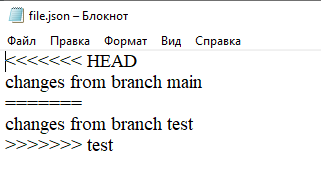 file.json – Блокнот
Файл Правка Формат Вид Справка
<<<<<<< HEAD
changes from branch main
=======
changes from branch test
>>>>>>> test